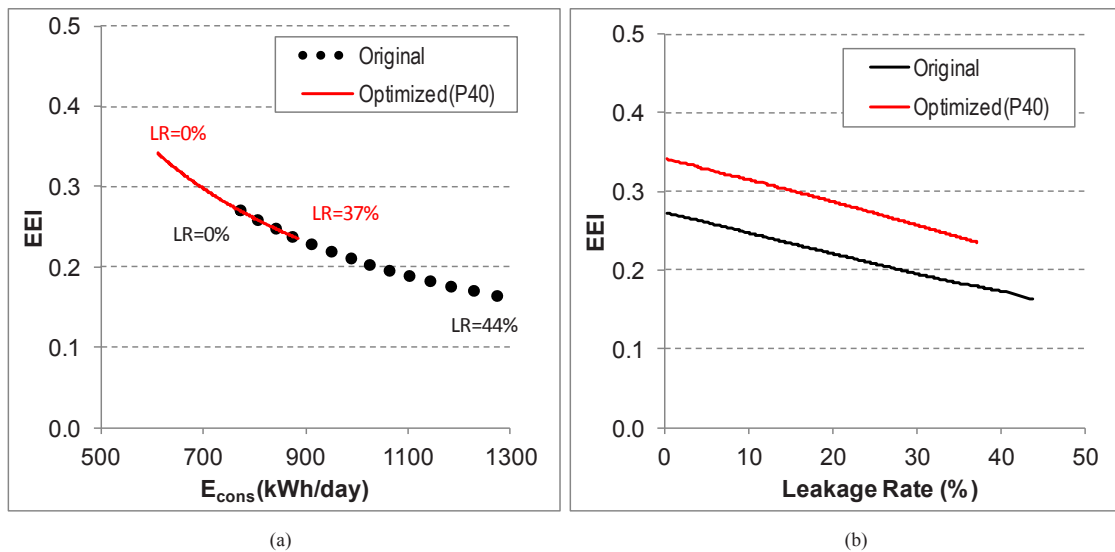 0.5
0.4
0.3
0.2
0.1
0.0
EEI
500 700 900 1100 1300
E_cons (kWh/day)
Original
Optimized(P40)
LR=0%
LR=37%
LR=0%
LR=44%
(a)
0.5
0.4
0.3
0.2
0.1
0.0
EEI
0 10 20 30 40 50
Leakage Rate (%)
Original
Optimized(P40)
(b)